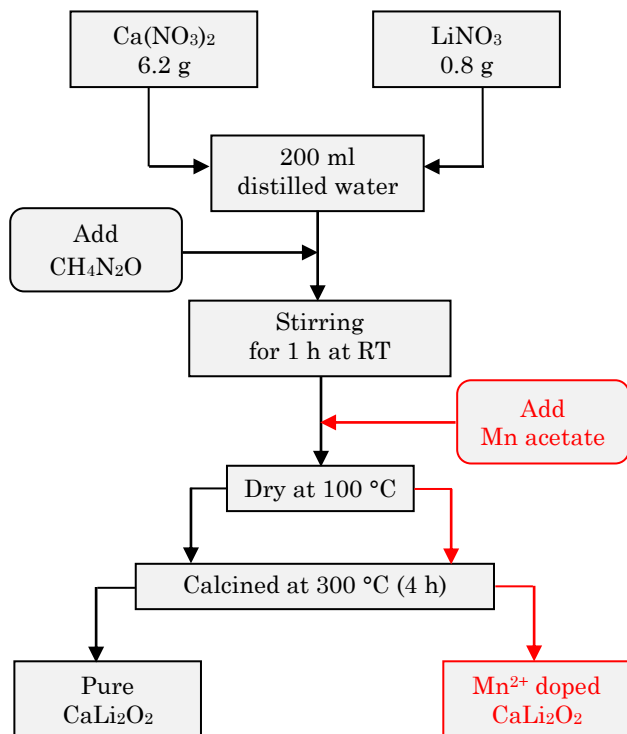 Ca(NO₃)₂
6.2 g
LiNO₃
0.8 g
200 ml
distilled water
Add
CH₄N₂O
Stirring
for 1 h at RT
Add
Mn acetate
Dry at 100 °C
Calcined at 300 °C (4 h)
Pure
CaLi₂O₂
Mn²⁺ doped
CaLi₂O₂